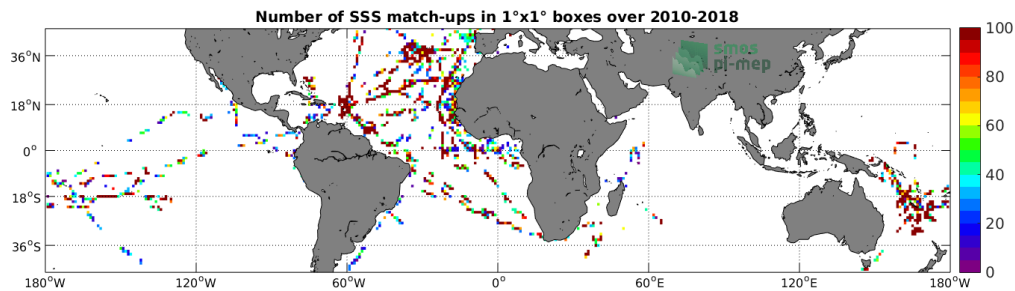 Number of SSS match-ups in 1°x1° boxes over 2010-2018
smos
pi-mep
36°N
18°N
0°
18°S
36°S
180°W
120°W
60°W
0°
60°E
120°E
180°W
100
80
60
40
20
0